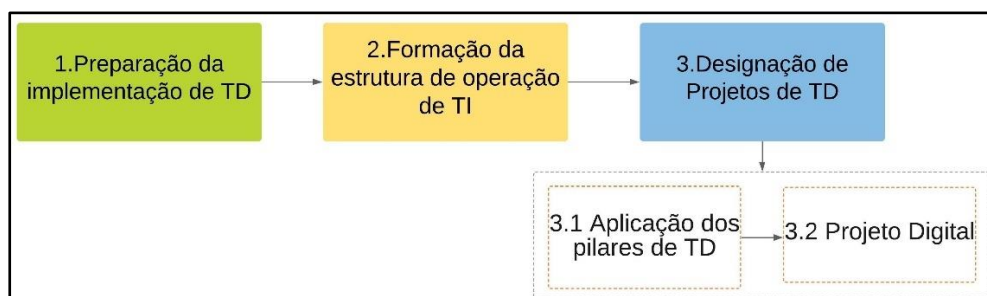 1.Preparação da
implementação de TD
2.Formação da
estrutura de operação
de TI
3.Designação de
Projetos de TD
3.1 Aplicação dos
pilares de TD
3.2 Projeto Digital